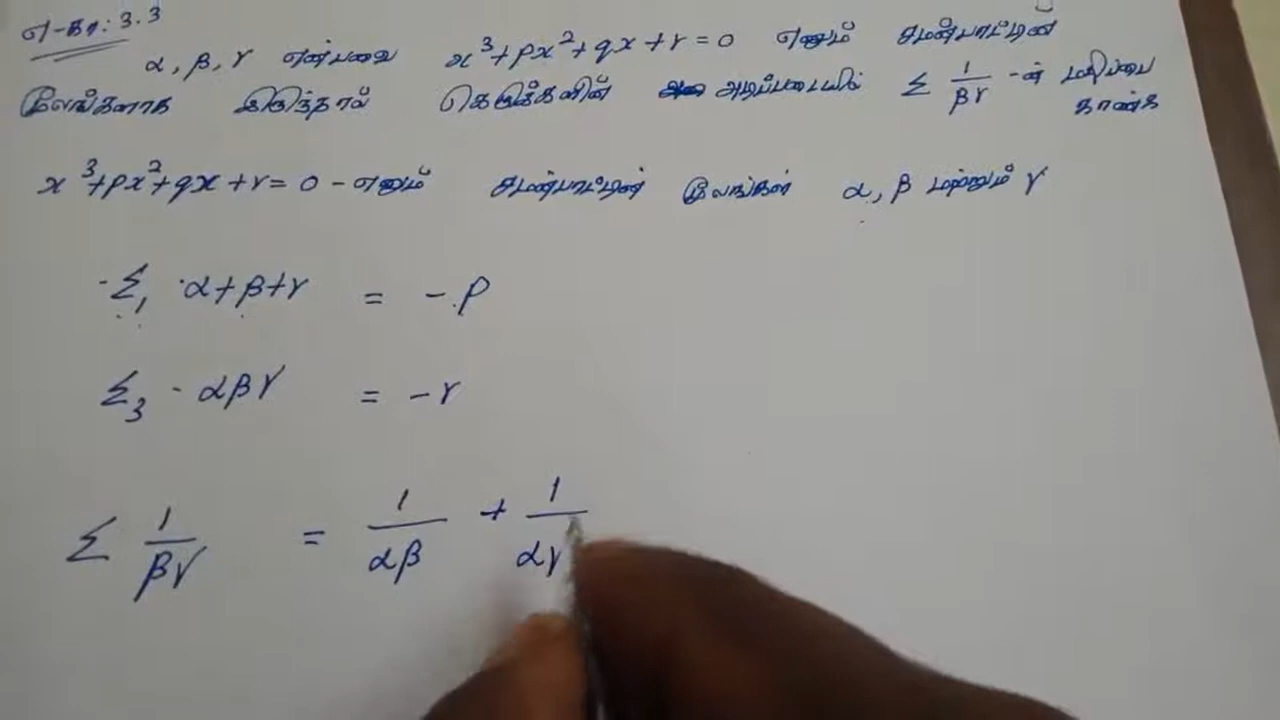 எ-கா: 3.3
α, β, γ என்பவை x³+px²+qx+r=0 எனும் சமன்பாட்டின்
மூலங்களாக இருந்தால் கெழுக்களின் அடிப்படையில் Σ 1/βγ -ன் மதிப்பை காண்க
x³+px²+qx+r=0 - எனும் சமன்பாட்டின் மூலங்கள் α, β மற்றும் γ
Σ₁ α+β+γ = -p
Σ₃ - αβγ = -r
Σ 1/βγ = 1/αβ + 1/αγ